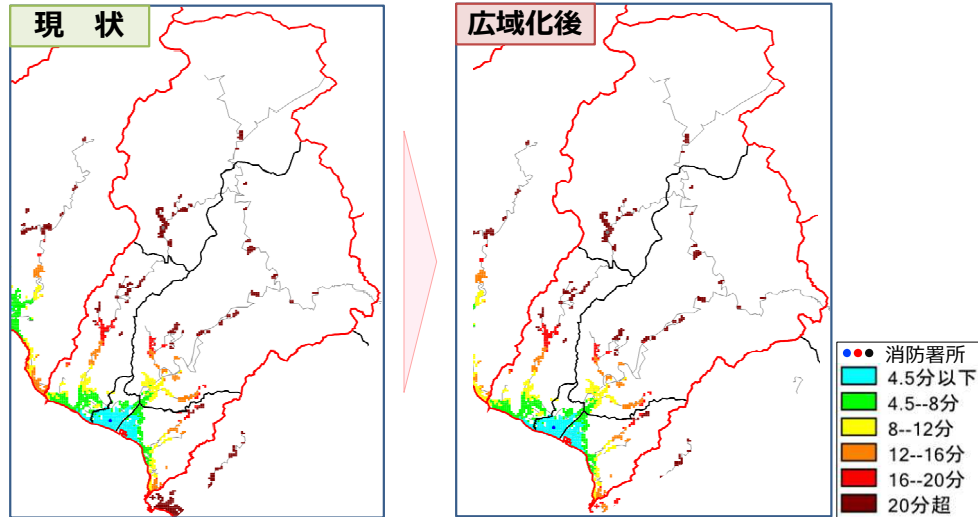 現 状
広域化後
消防署所
4.5分以下
4.5--8分
8--12分
12--16分
16--20分
20分超